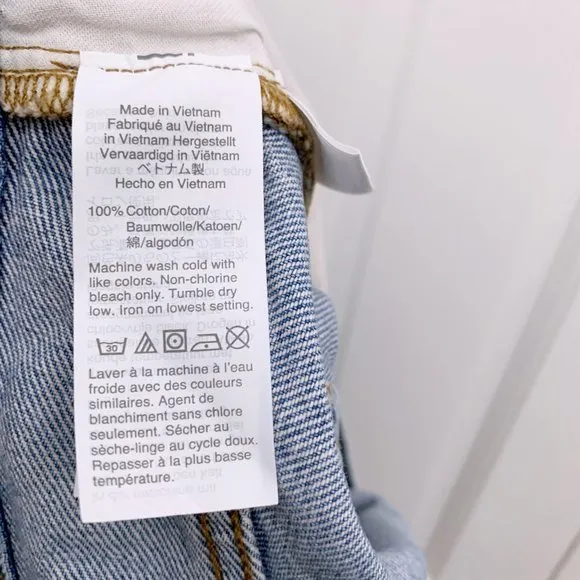 Made in Vietnam
Fabriqué au Vietnam
in Vietnam Hergestellt
Vervaardigd in Viëtnam
ベトナム製
Hecho en Vietnam
100% Cotton/Coton/
Baumwolle/Katoen/
綿/algodón
Machine wash cold with
like colors. Non-chlorine
bleach only. Tumble dry
low. Iron on lowest setting.
30
Laver à la machine à l'eau
froide avec des couleurs
similaires. Agent de
blanchiment sans chlore
seulement. Sécher au
sèche-linge au cycle doux.
Repasser à la plus basse
température.